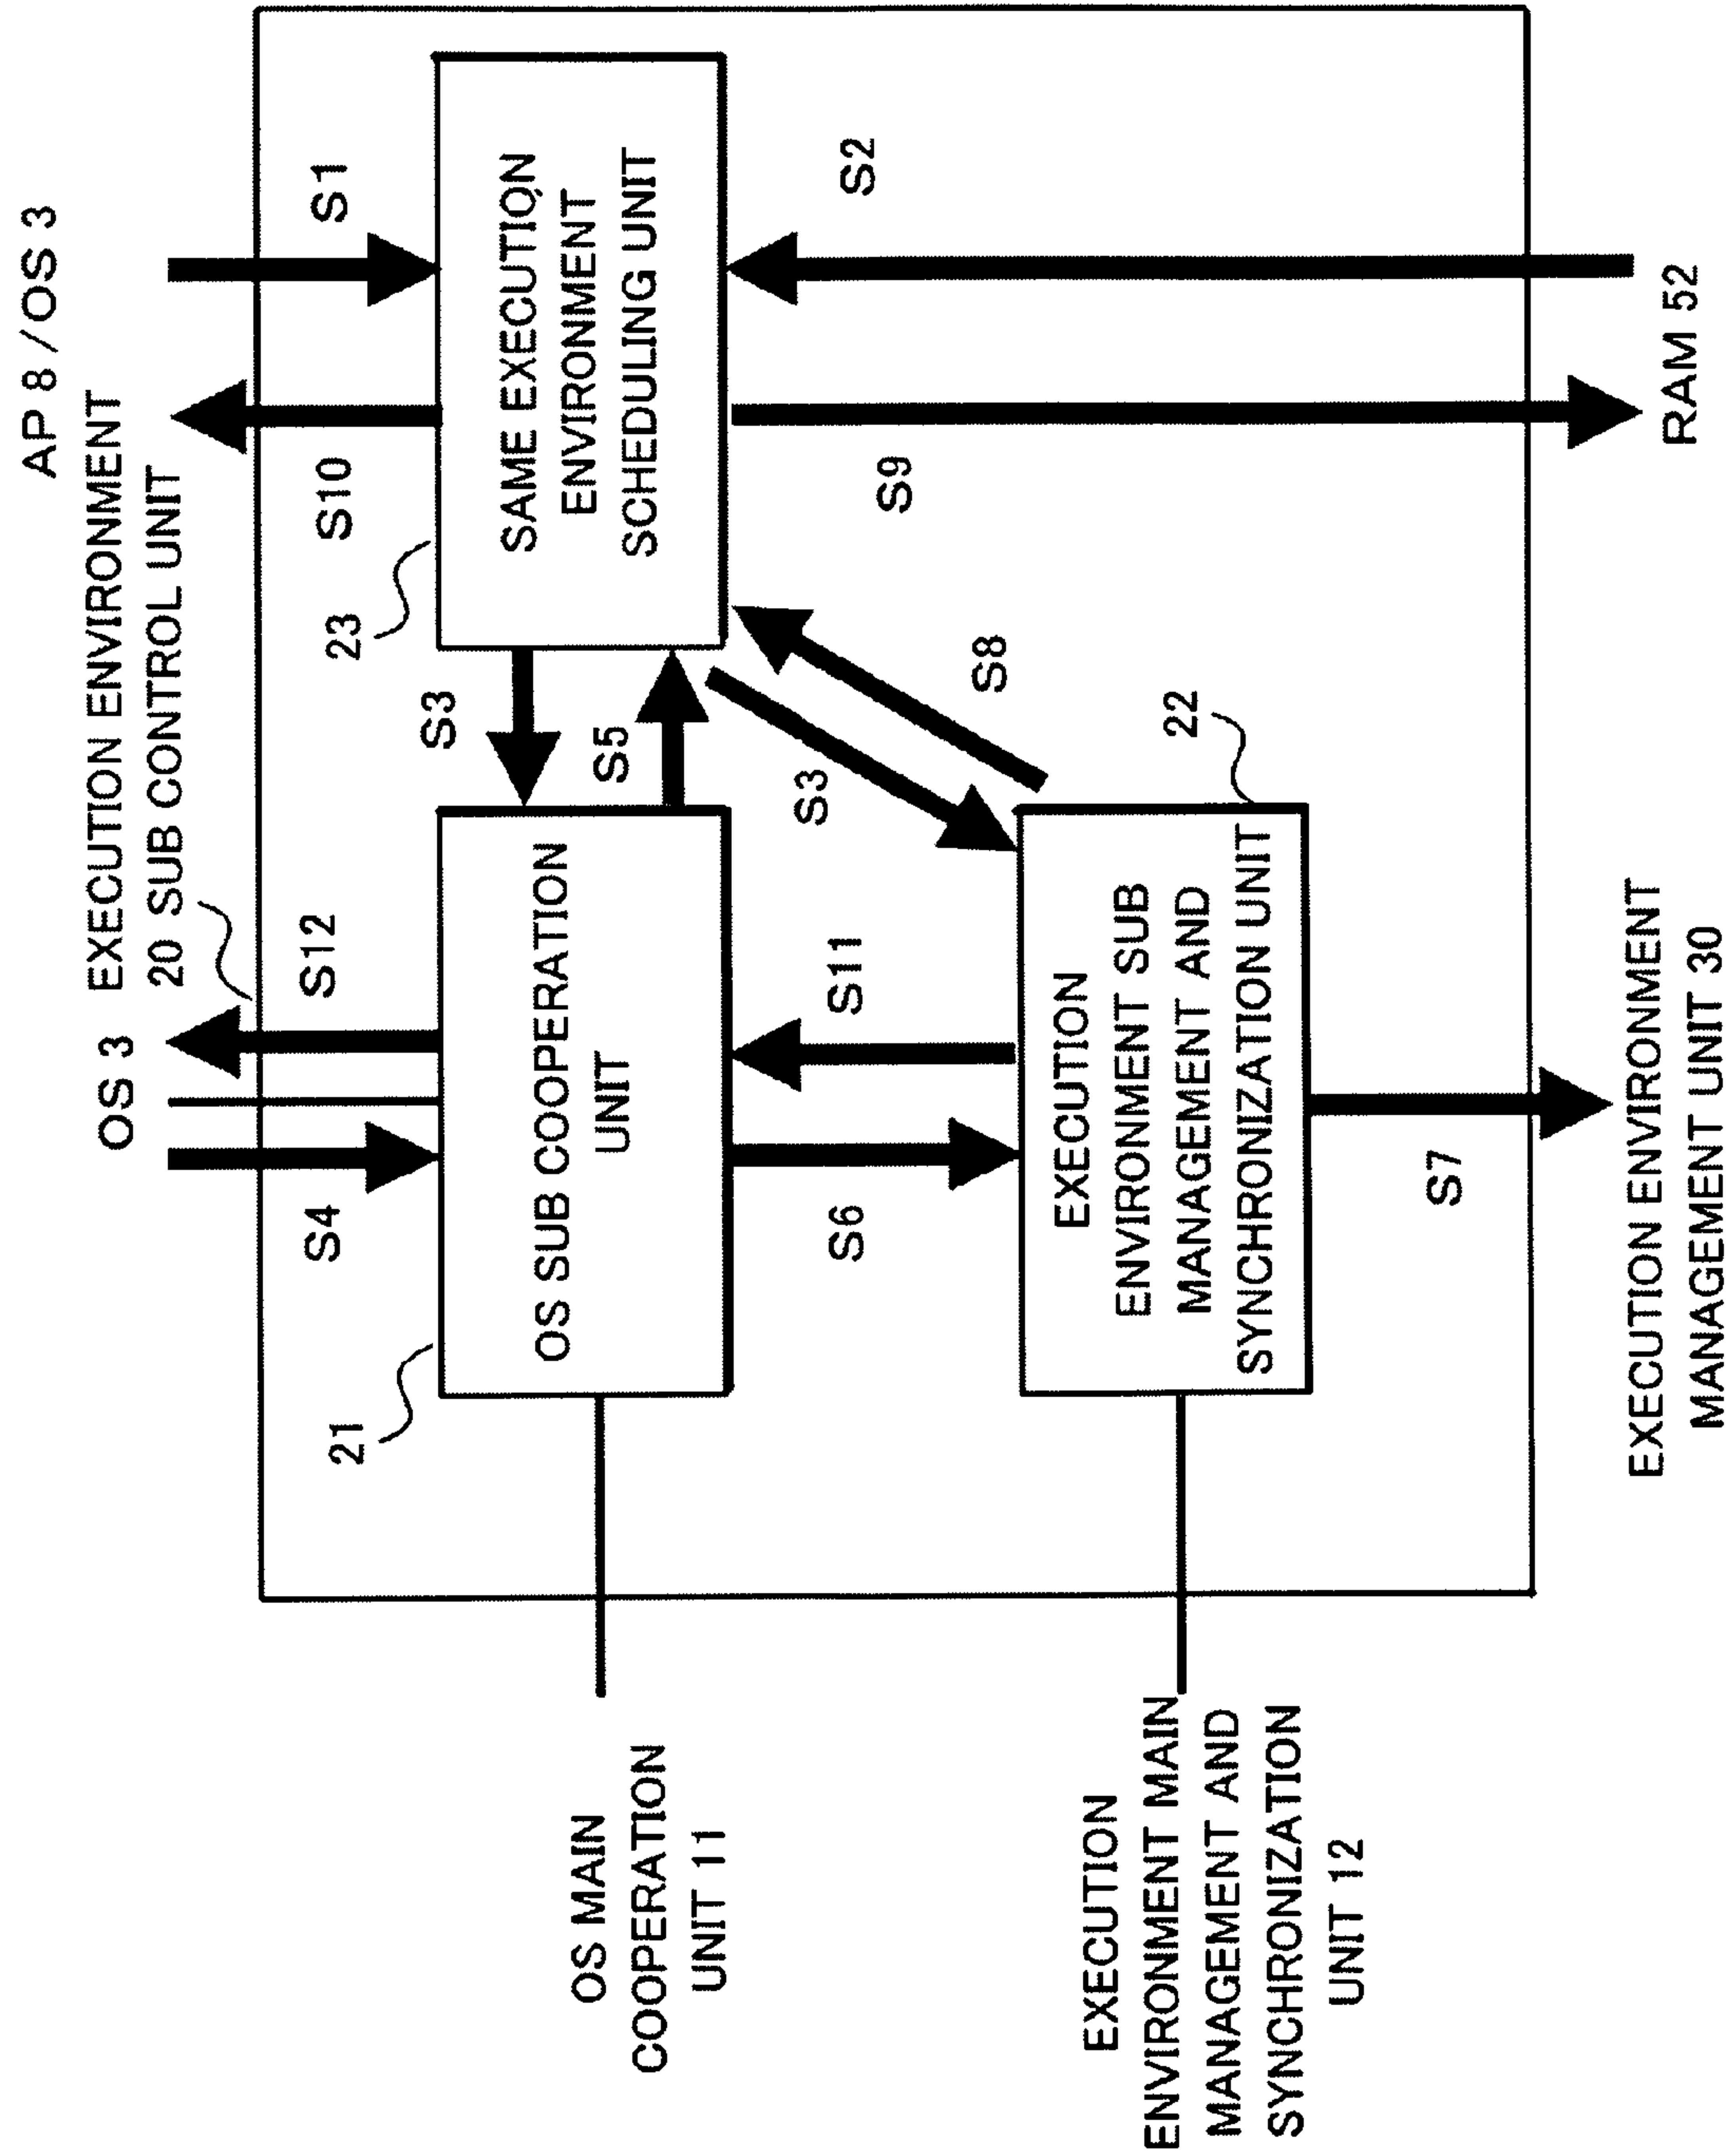 AP 8 /OS 3
EXECUTION ENVIRONMENT
20 SUB CONTROL UNIT
OS 3
S4
S12
S10
S1
21
23
OS SUB COOPERATION
UNIT
S3
S5
SAME EXECUTION
ENVIRONMENT
SCHEDULING UNIT
OS MAIN
COOPERATION
UNIT 11
S6
S11
S3
S8
S9
S2
22
EXECUTION
ENVIRONMENT SUB
MANAGEMENT AND
SYNCHRONIZATION UNIT
EXECUTION
ENVIRONMENT MAIN
MANAGEMENT AND
SYNCHRONIZATION
UNIT 12
S7
EXECUTION ENVIRONMENT
MANAGEMENT UNIT 30
RAM 52